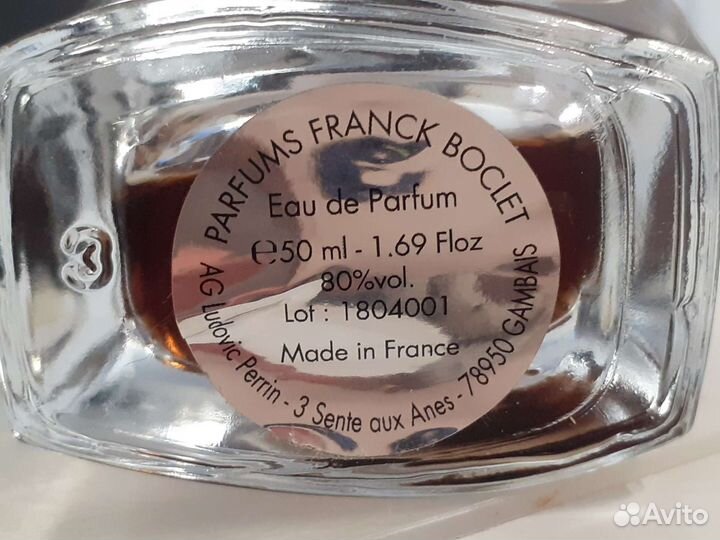 PARFUMS FRANCK BOCLET
Eau de Parfum
℮50 ml - 1.69 Floz
80%vol.
Lot : 1804001
Made in France
AG Ludovic Perrin - 3 Sente aux Anes - 78950 GAMBAIS
Avito